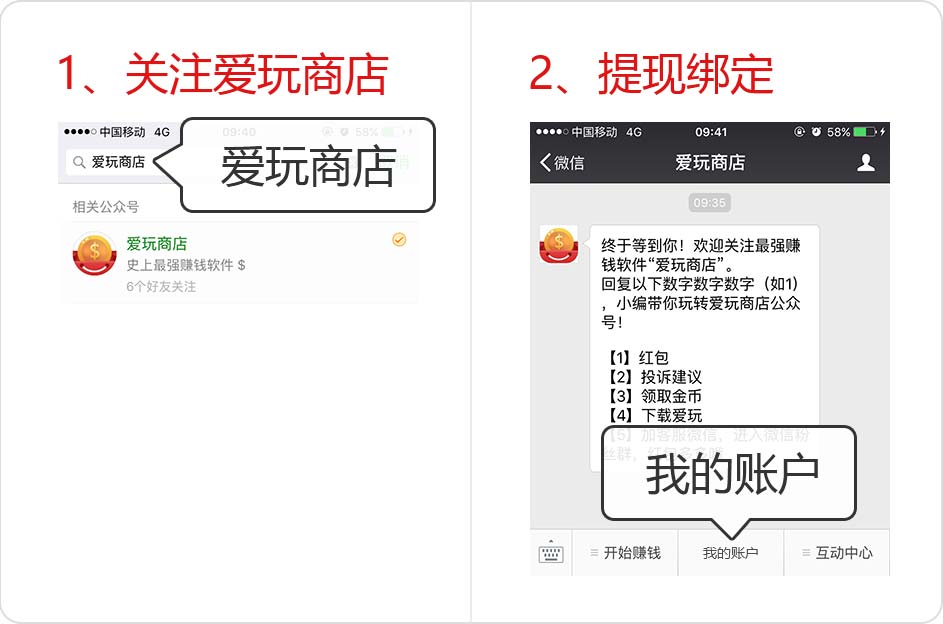 1、关注爱玩商店
●●●●○ 中国移动 4G 09:40 58%
爱玩商店
爱玩商店
相关公众号
爱玩商店
史上最强赚钱软件 $
6个好友关注
2、提现绑定
●●●●○ 中国移动 4G 09:41 58%
微信 爱玩商店
09:35
终于等到你！欢迎关注最强赚
钱软件“爱玩商店”。
回复以下数字数字数字（如1）
，小编带你玩转爱玩商店公众
号！
【1】红包
【2】投诉建议
【3】领取金币
【4】下载爱玩
【5】加客服微信，进入微信粉
丝群，
我的账户
开始赚钱 我的账户 互动中心